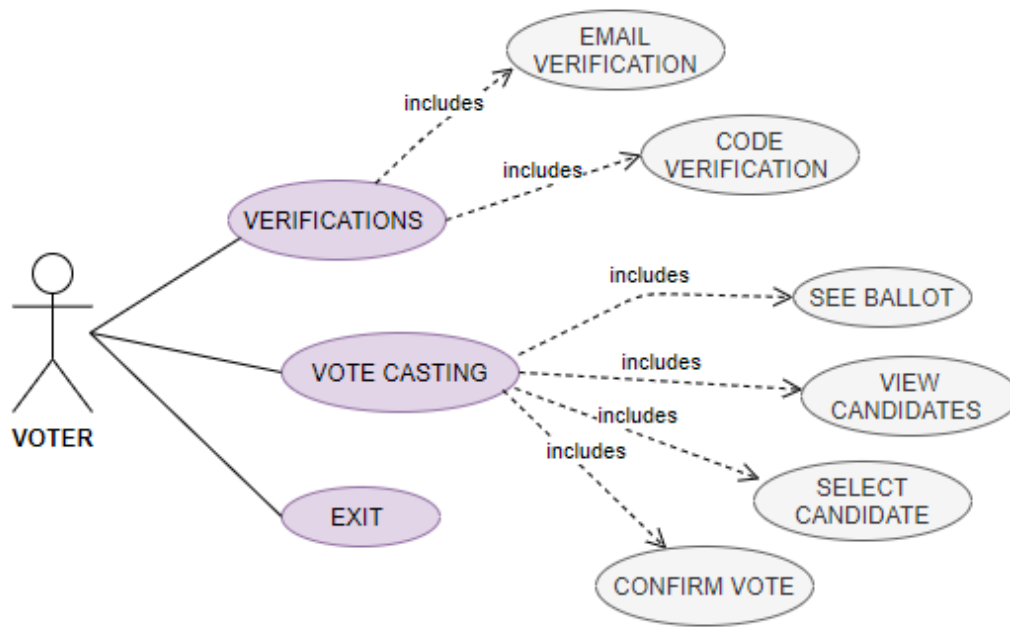 EMAIL
VERIFICATION
includes
CODE
VERIFICATION
includes
VERIFICATIONS
includes
SEE BALLOT
VOTE CASTING
includes
VIEW
CANDIDATES
includes
includes
VOTER
SELECT
CANDIDATE
EXIT
CONFIRM VOTE